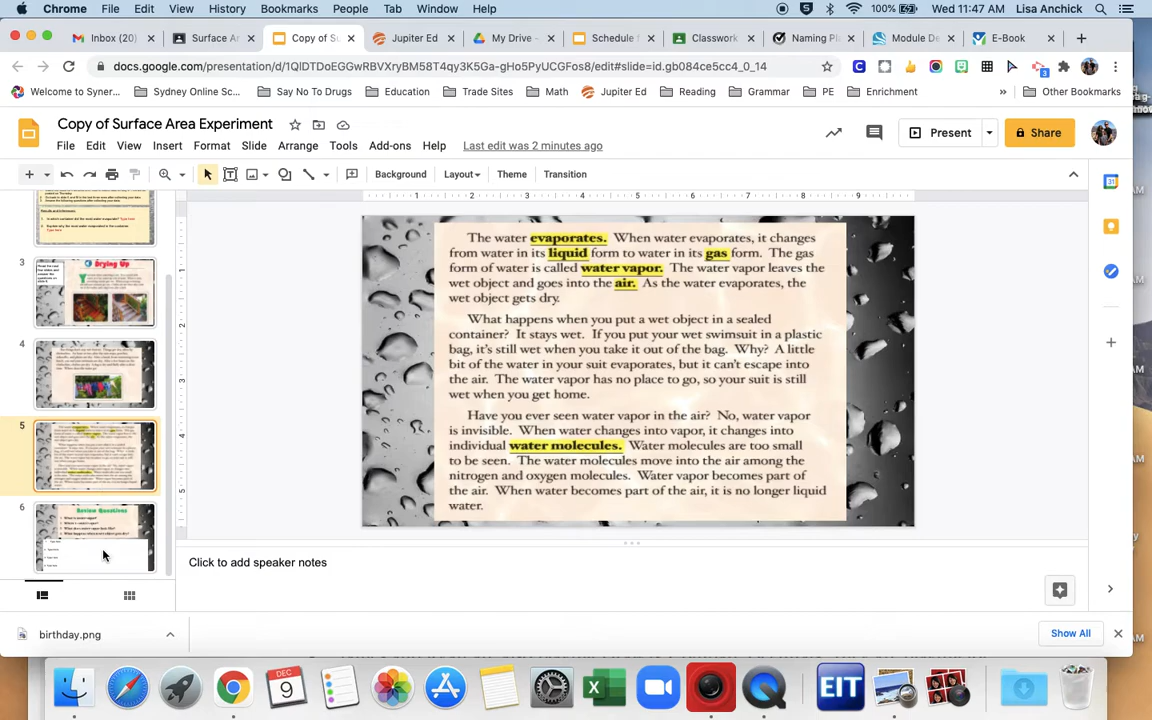 Chrome File Edit View History Bookmarks People Tab Window Help 100% Wed 11:47 AM Lisa Anchick
Inbox (20) Surface Ar Copy of Su Jupiter Ed My Drive - Schedule Classwork Naming Pl Module De E-Book
docs.google.com/presentation/d/1QlDTDoEGGwRBVXryBM58T4qy3K5Ga-gHo5PyUCGFos8/edit#slide=id.gb084ce5cc4_0_14
Welcome to Syner... Sydney Online Sc... Say No To Drugs Education Trade Sites Math Jupiter Ed Reading Grammar PE Enrichment » Other Bookmarks
Copy of Surface Area Experiment
File Edit View Insert Format Slide Arrange Tools Add-ons Help Last edit was 2 minutes ago
Present Share
Background Layout Theme Transition
1 2 3 4 5 6 7 8 9
The water evaporates. When water evaporates, it changes
from water in its liquid form to water in its gas form. The gas
form of water is called water vapor. The water vapor leaves the
wet object and goes into the air. As the water evaporates, the
wet object gets dry.
What happens when you put a wet object in a sealed
container? It stays wet. If you put your wet swimsuit in a plastic
bag, it's still wet when you take it out of the bag. Why? A little
bit of the water in your suit evaporates, but it can't escape into
the air. The water vapor has no place to go, so your suit is still
wet when you get home.
Have you ever seen water vapor in the air? No, water vapor
is invisible. When water changes into vapor, it changes into
individual water molecules. Water molecules are too small
to be seen. The water molecules move into the air among the
nitrogen and oxygen molecules. Water vapor becomes part of
the air. When water becomes part of the air, it is no longer liquid
water.
3
Drying Up
4
5
6
Review Questions
Click to add speaker notes
birthday.png
Show All
DEC
9
EIT